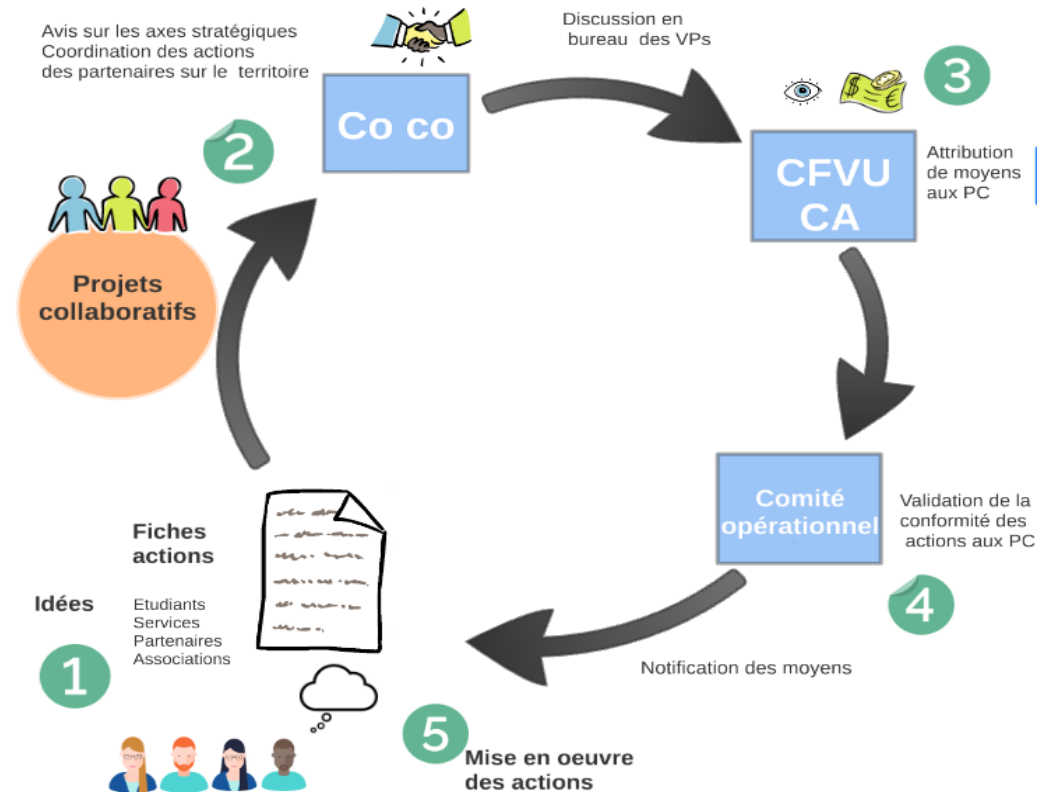 Avis sur les axes stratégiques
Coordination des actions
des partenaires sur le territoire
Discussion en
bureau des VPs
2
Co co
3
CFVU
CA
Attribution
de moyens
aux PC
Projets
collaboratifs
Comité
opérationnel
Validation de la
conformité des
actions aux PC
4
Fiches
actions
Idées
Etudiants
Services
Partenaires
Associations
1
Notification des moyens
5
Mise en oeuvre
des actions